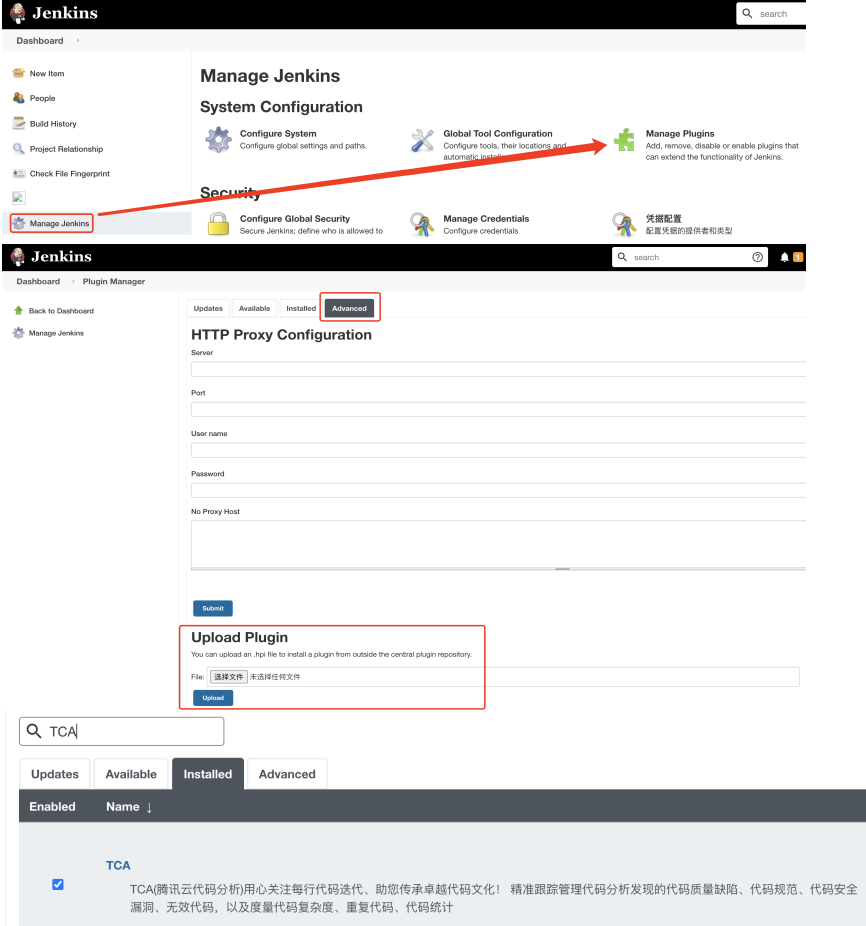 Jenkins
search
Dashboard
New Item
People
Build History
Project Relationship
Check File Fingerprint
Manage Jenkins
Manage Jenkins
System Configuration
Configure System
Configure global settings and paths.
Global Tool Configuration
Configure tools, their locations and
automatic
Manage Plugins
Add, remove, disable or enable plugins that
can extend the functionality of Jenkins.
Security
Configure Global Security
Secure Jenkins; define who is allowed to
Manage Credentials
Configure credentials
凭据配置
配置凭据的提供者和类型
Jenkins
search
1
Dashboard Plugin Manager
Back to Dashboard
Manage Jenkins
Updates Available Installed Advanced
HTTP Proxy Configuration
Server
Port
User name
Password
No Proxy Host
Submit
Upload Plugin
You can upload an .hpi file to install a plugin from outside the central plugin repository.
File: 选择文件 未选择任何文件
Upload
TCA
Updates Available Installed Advanced
Enabled Name ↓
TCA
TCA(腾讯云代码分析)用心关注每行代码迭代、助您传承卓越代码文化! 精准跟踪管理代码分析发现的代码质量缺陷、代码规范、代码安全
漏洞、无效代码，以及度量代码复杂度、重复代码、代码统计